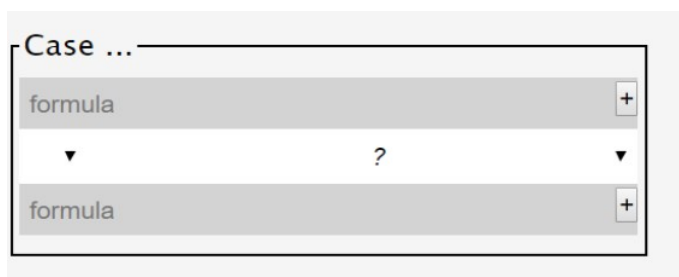 Case ...
formula +
▼ ? ▼
formula +